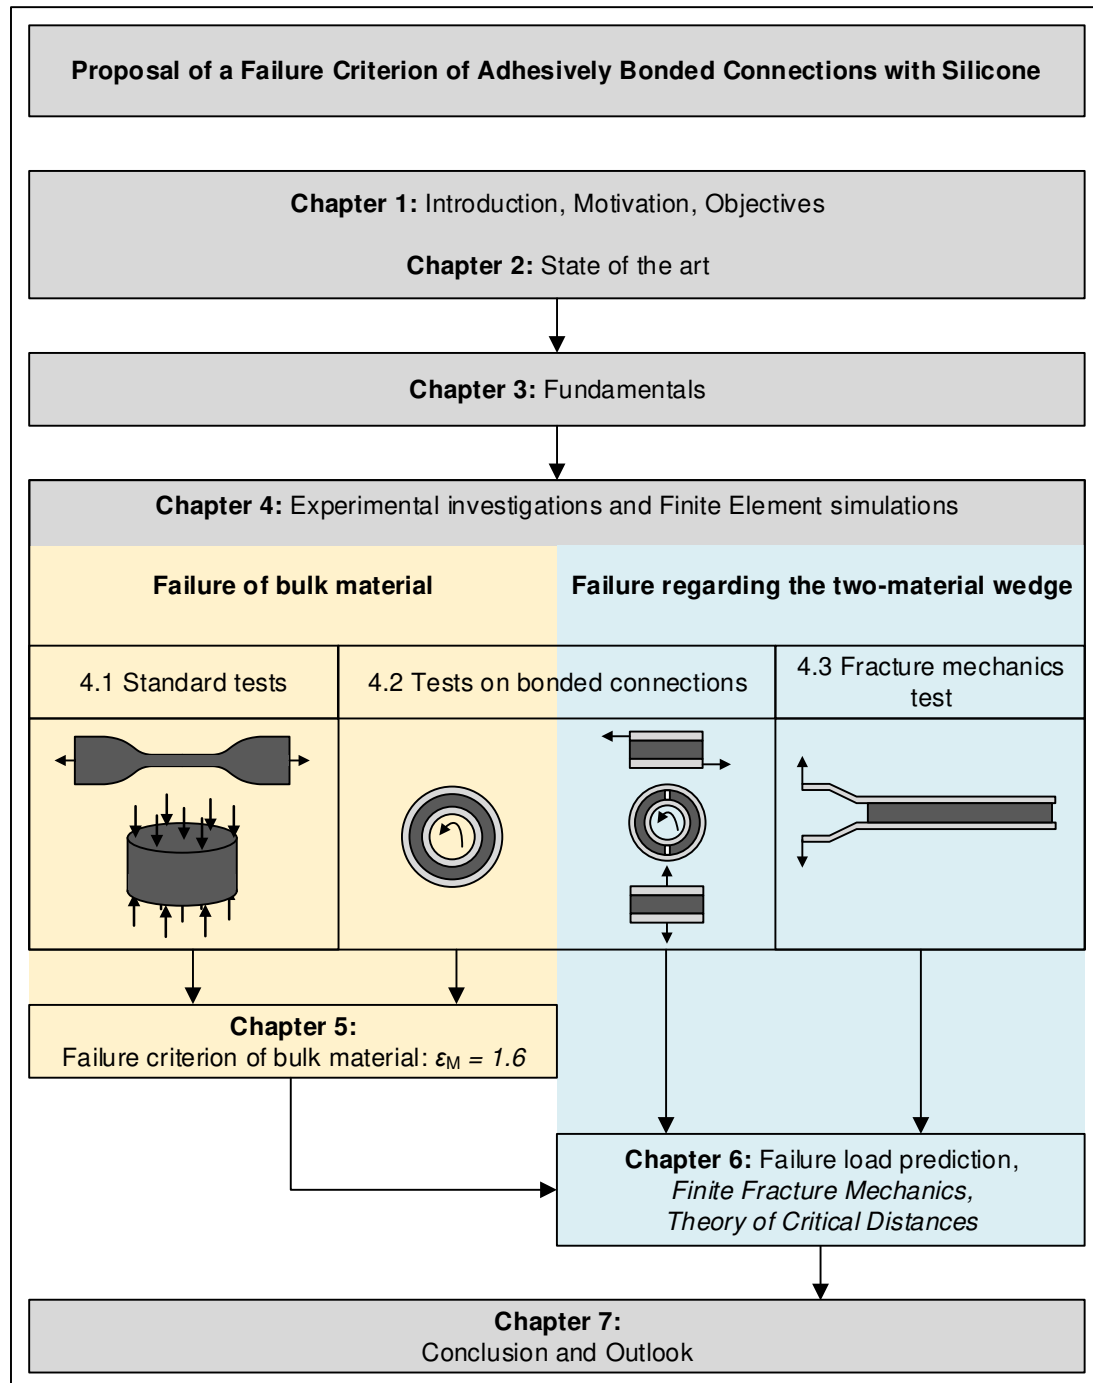 Proposal of a Failure Criterion of Adhesively Bonded Connections with Silicone
Chapter 1: Introduction, Motivation, Objectives
Chapter 2: State of the art
Chapter 3: Fundamentals
Chapter 4: Experimental investigations and Finite Element simulations
Failure of bulk material
Failure regarding the two-material wedge
4.1 Standard tests
4.2 Tests on bonded connections
4.3 Fracture mechanics
test
Chapter 5:
Failure criterion of bulk material: εM = 1.6
Chapter 6: Failure load prediction,
Finite Fracture Mechanics,
Theory of Critical Distances
Chapter 7:
Conclusion and Outlook